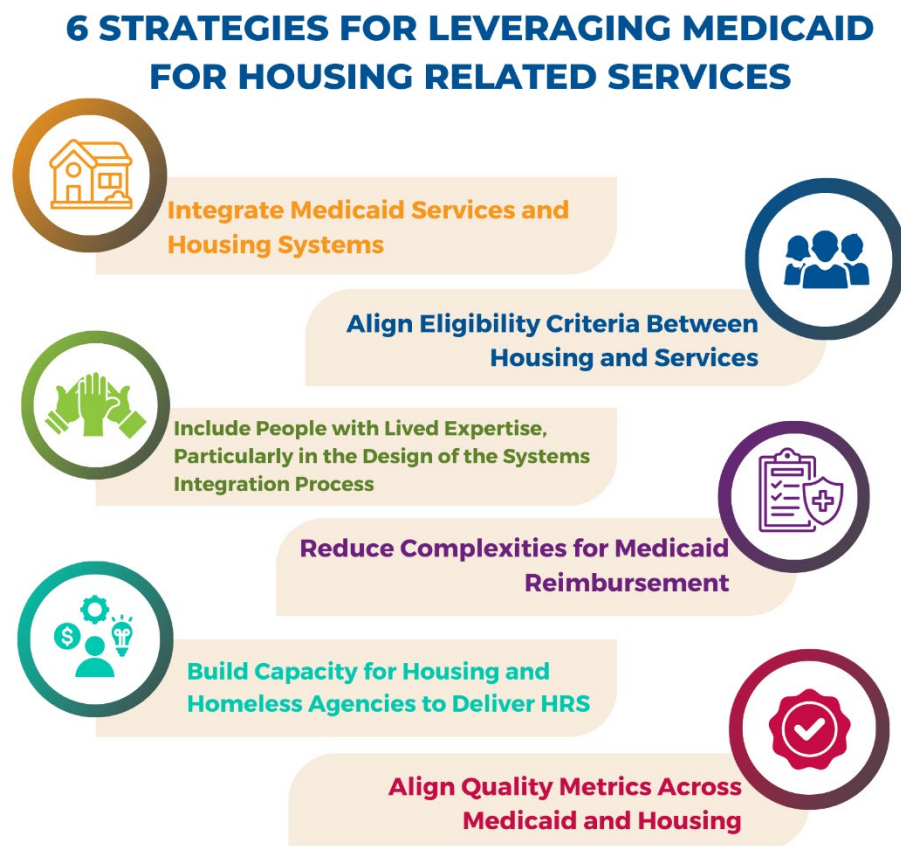 6 STRATEGIES FOR LEVERAGING MEDICAID
FOR HOUSING RELATED SERVICES
Integrate Medicaid Services and
Housing Systems
Align Eligibility Criteria Between
Housing and Services
Include People with Lived Expertise,
Particularly in the Design of the Systems
Integration Process
Reduce Complexities for Medicaid
Reimbursement
$
Build Capacity for Housing and
Homeless Agencies to Deliver HRS
Align Quality Metrics Across
Medicaid and Housing